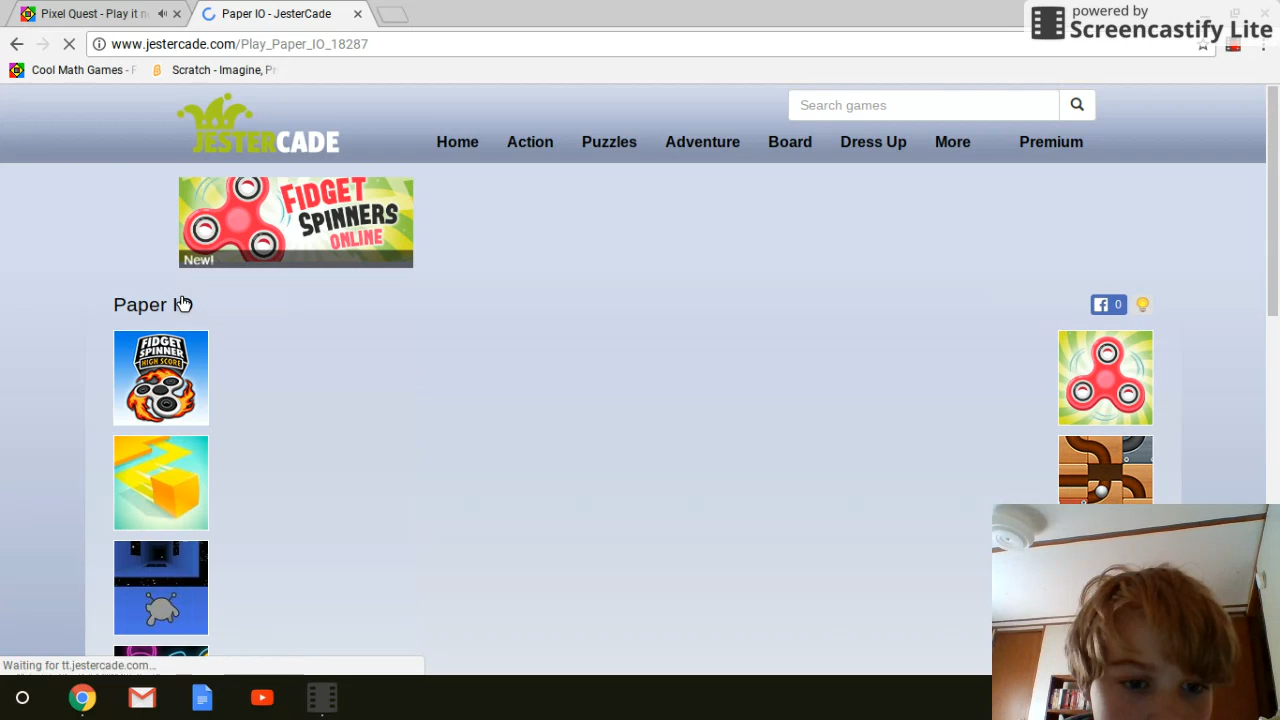 Pixel Quest - Play it n
Paper IO - JesterCade
powered by
Screencastify Lite
www.jestercade.com/Play_Paper_IO_18287
Cool Math Games - F
Scratch - Imagine, Pr
JESTERCADE
Search games
Home Action Puzzles Adventure Board Dress Up More Premium
FIDGET
SPINNERS
ONLINE
New!
Paper IO
0
FIDGET
SPINNER
HIGH SCORE
Waiting for tt.jestercade.com...